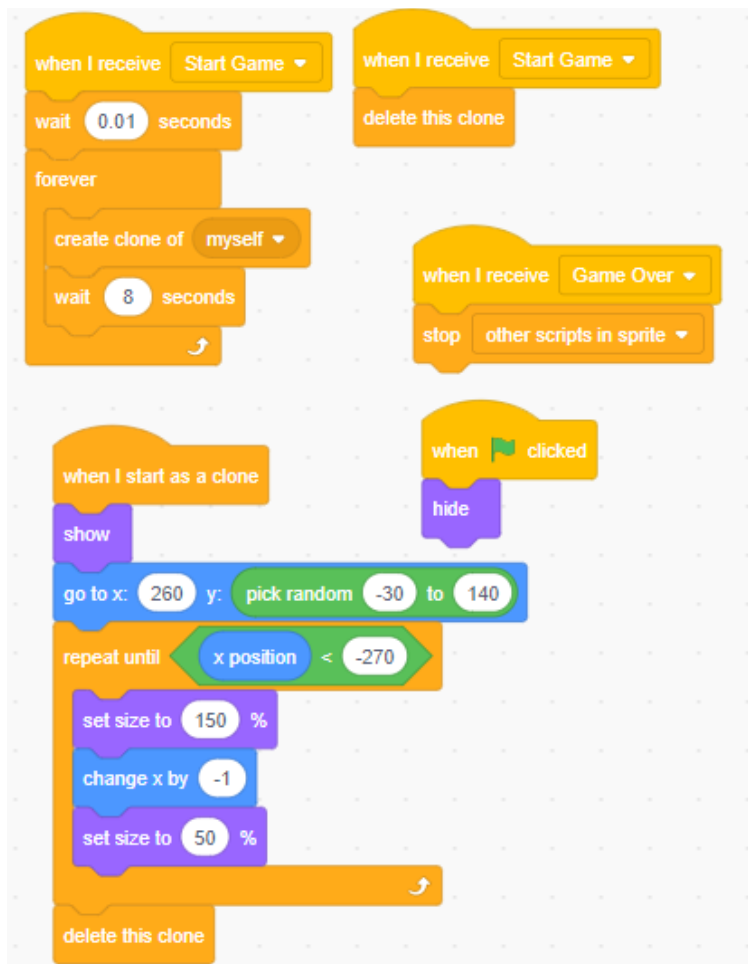 when I receive Start Game
wait 0.01 seconds
forever
create clone of myself
wait 8 seconds
when I receive Start Game
delete this clone
when I receive Game Over
stop other scripts in sprite
when clicked
hide
when I start as a clone
show
go to x: 260 y: pick random -30 to 140
repeat until x position < -270
set size to 150 %
change x by -1
set size to 50 %
delete this clone